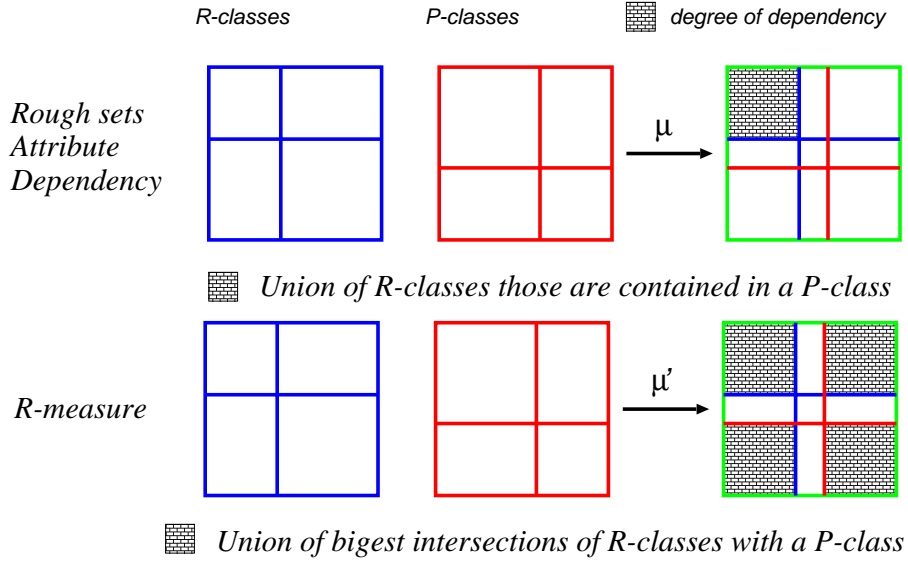 R-classes
P-classes
degree of dependency
Rough sets
Attribute
Dependency
μ
Union of R-classes those are contained in a P-class
R-measure
μ'
Union of bigest intersections of R-classes with a P-class